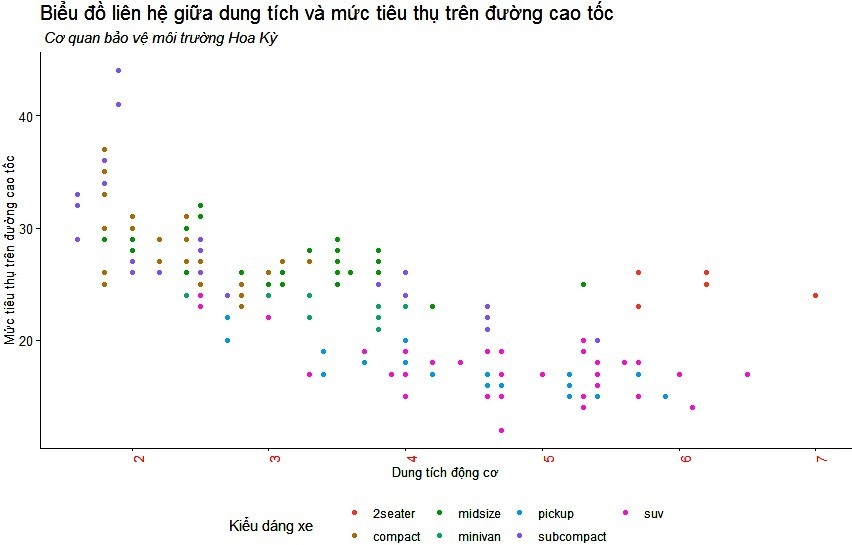 Biểu đồ liên hệ giữa dung tích và mức tiêu thụ trên đường cao tốc
Cơ quan bảo vệ môi trường Hoa Kỳ
Mức tiêu thụ trên đường cao tốc
40
30
20
2 3 4 5 6 7
Dung tích động cơ
Kiểu dáng xe
2seater midsize pickup suv
compact minivan subcompact